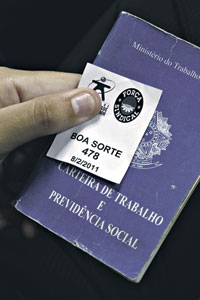 Ministério do Trabalho
FORÇA
SINDICAL
BOA SORTE
478
8/2/2011
CARTEIRA DE TRABALHO
E
PREVIDÊNCIA SOCIAL